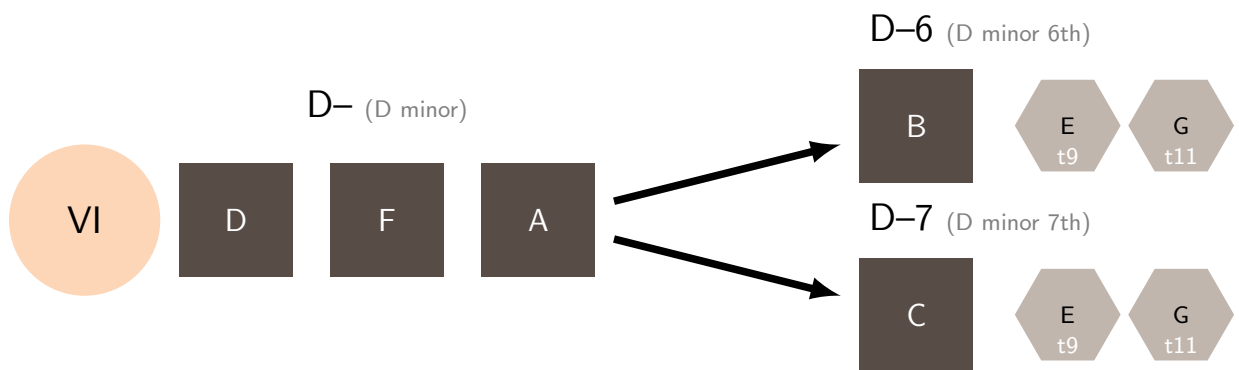 D–6 (D minor 6th)
D– (D minor)
B E G
t9 t11
VI D F A
D–7 (D minor 7th)
C E G
t9 t11